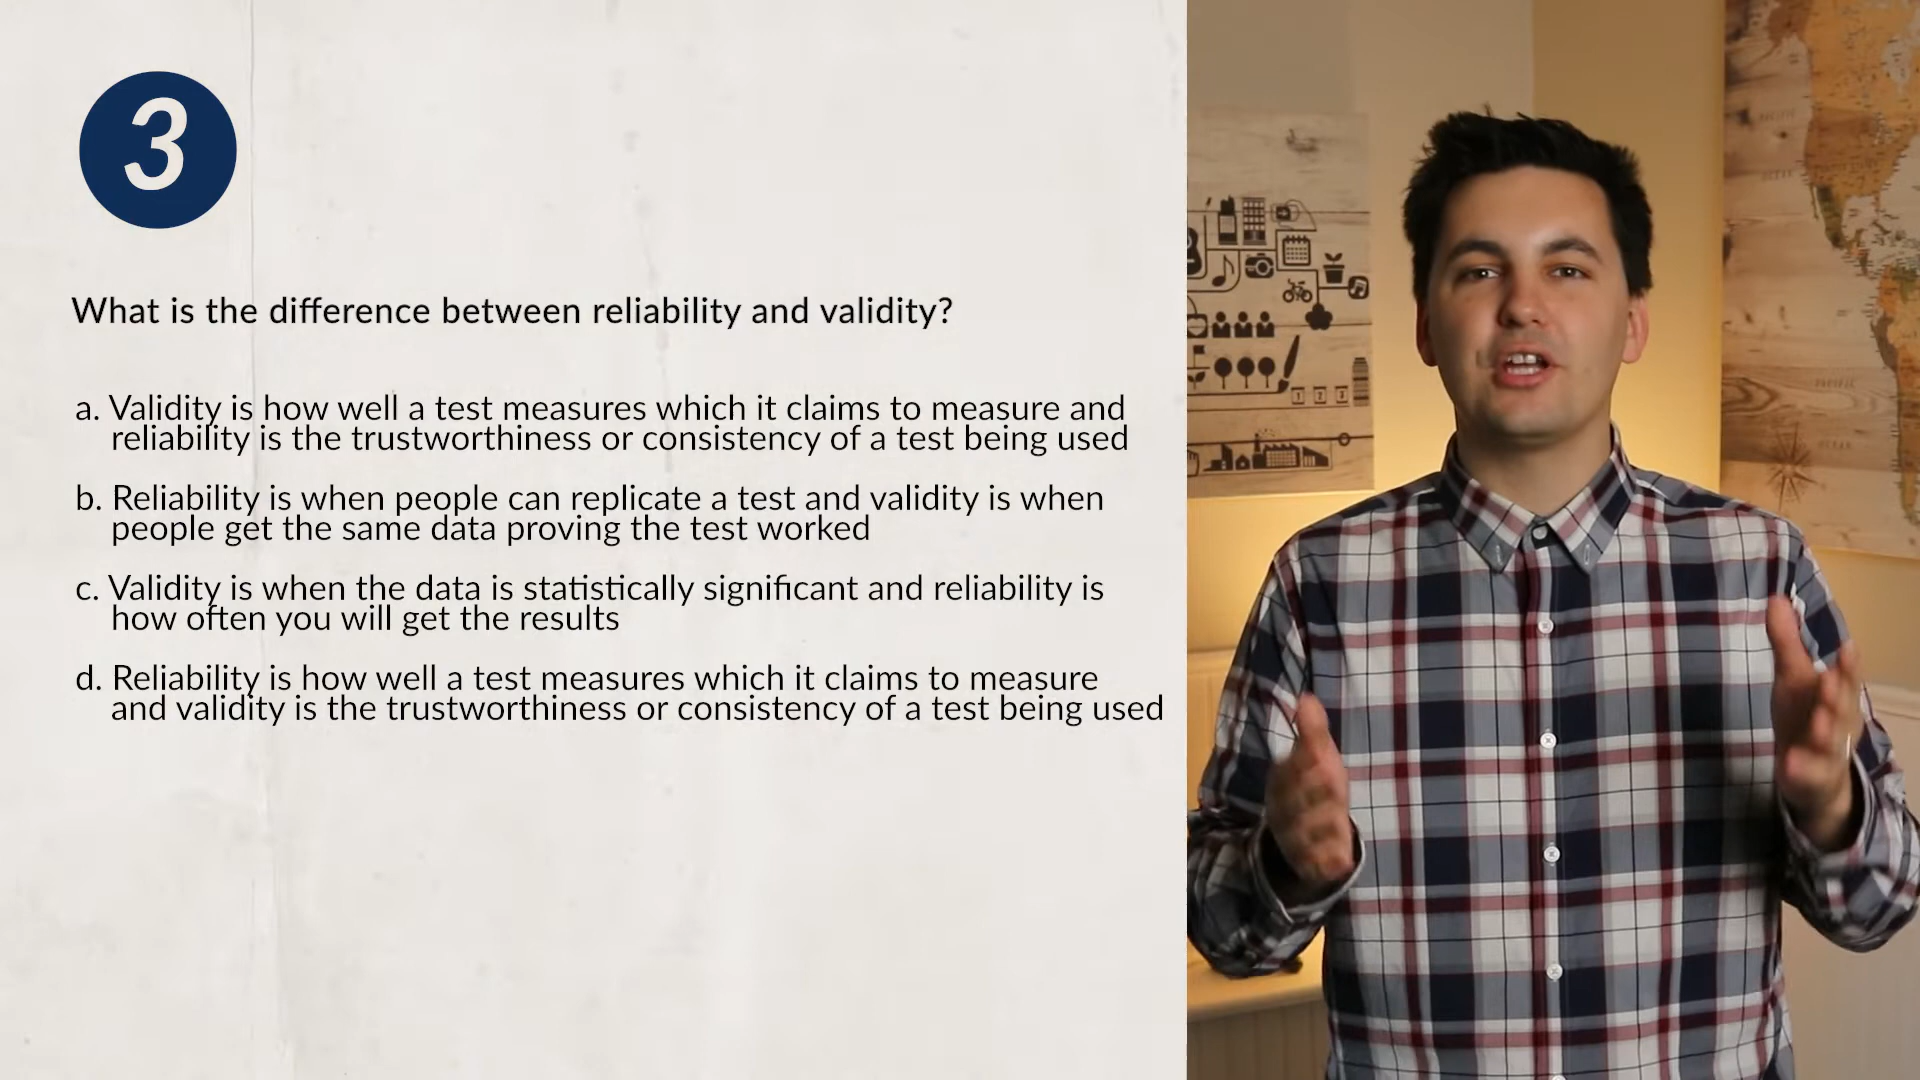 3
What is the difference between reliability and validity?
a. Validity is how well a test measures which it claims to measure and
reliability is the trustworthiness or consistency of a test being used
b. Reliability is when people can replicate a test and validity is when
people get the same data proving the test worked
c. Validity is when the data is statistically significant and reliability is
how often you will get the results
d. Reliability is how well a test measures which it claims to measure
and validity is the trustworthiness or consistency of a test being used
PACIFIC
OCEAN